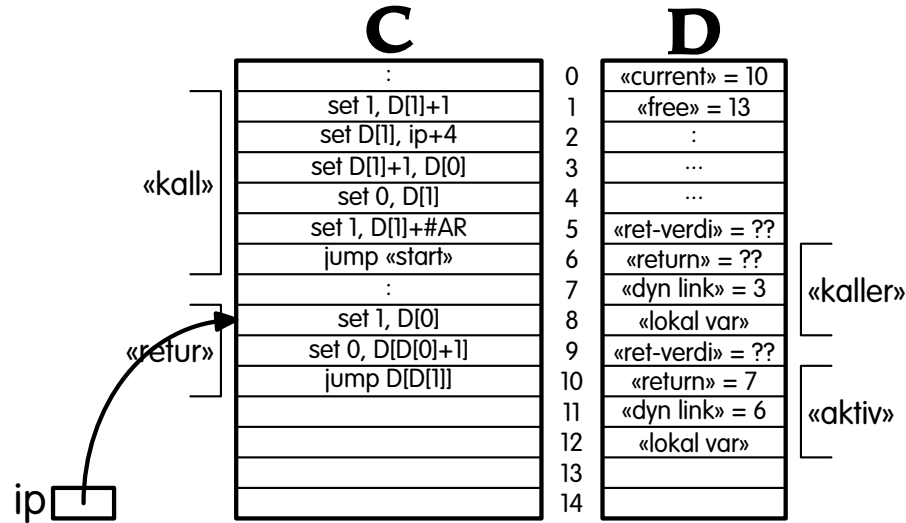 C D
: 0 «current» = 10
set 1, D[1]+1 1 «free» = 13
set D[1], ip+4 2 :
set D[1]+1, D[0] 3 ...
«kall» set 0, D[1] 4 ...
set 1, D[1]+#AR 5 «ret-verdi» = ??
jump «start» 6 «return» = ??
: 7 «dyn link» = 3 «kaller»
set 1, D[0] 8 «lokal var»
«retur» set 0, D[D[0]+1] 9 «ret-verdi» = ??
jump D[D[1]] 10 «return» = 7
11 «dyn link» = 6 «aktiv»
12 «lokal var»
13
ip 14